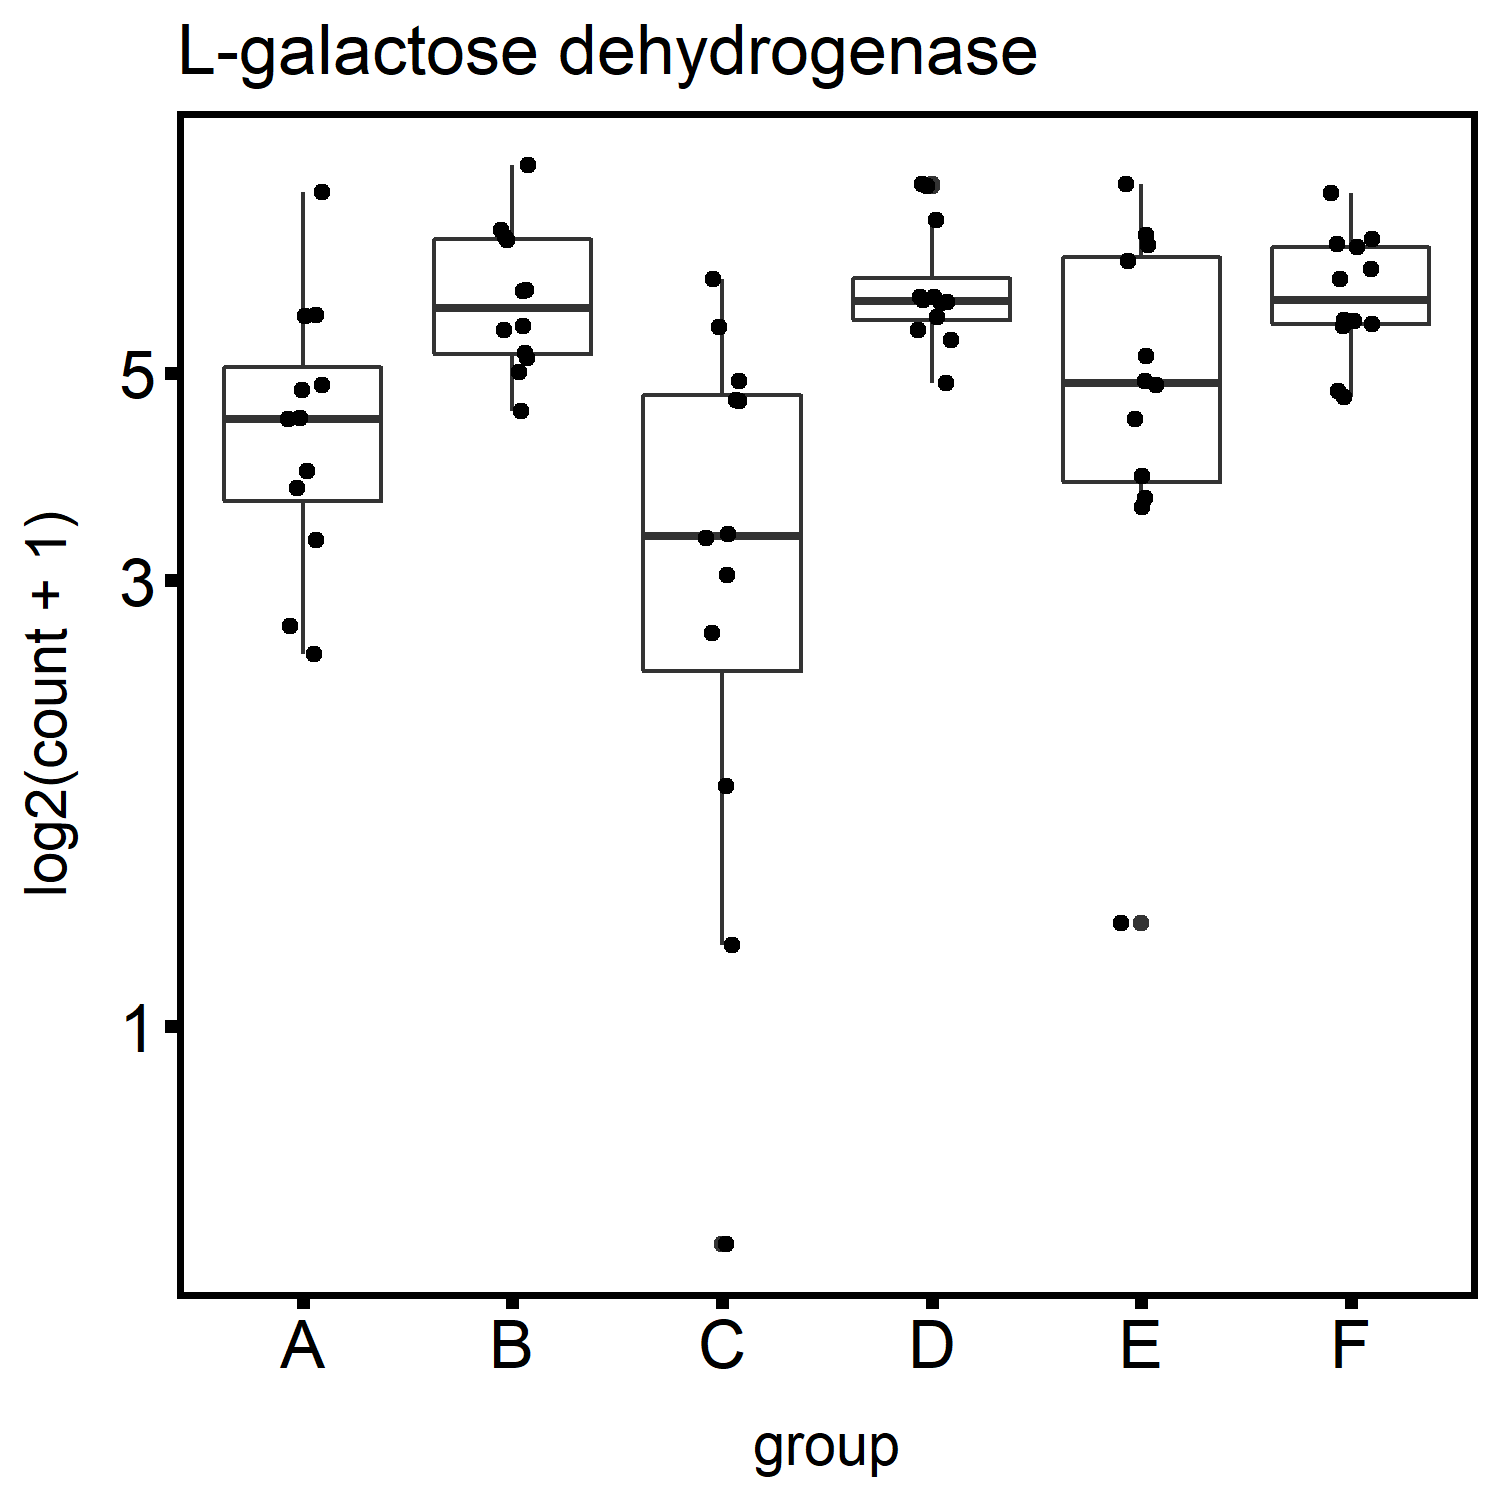 L-galactose dehydrogenase
log2(count + 1)
5
3
1
A B C D E F
group